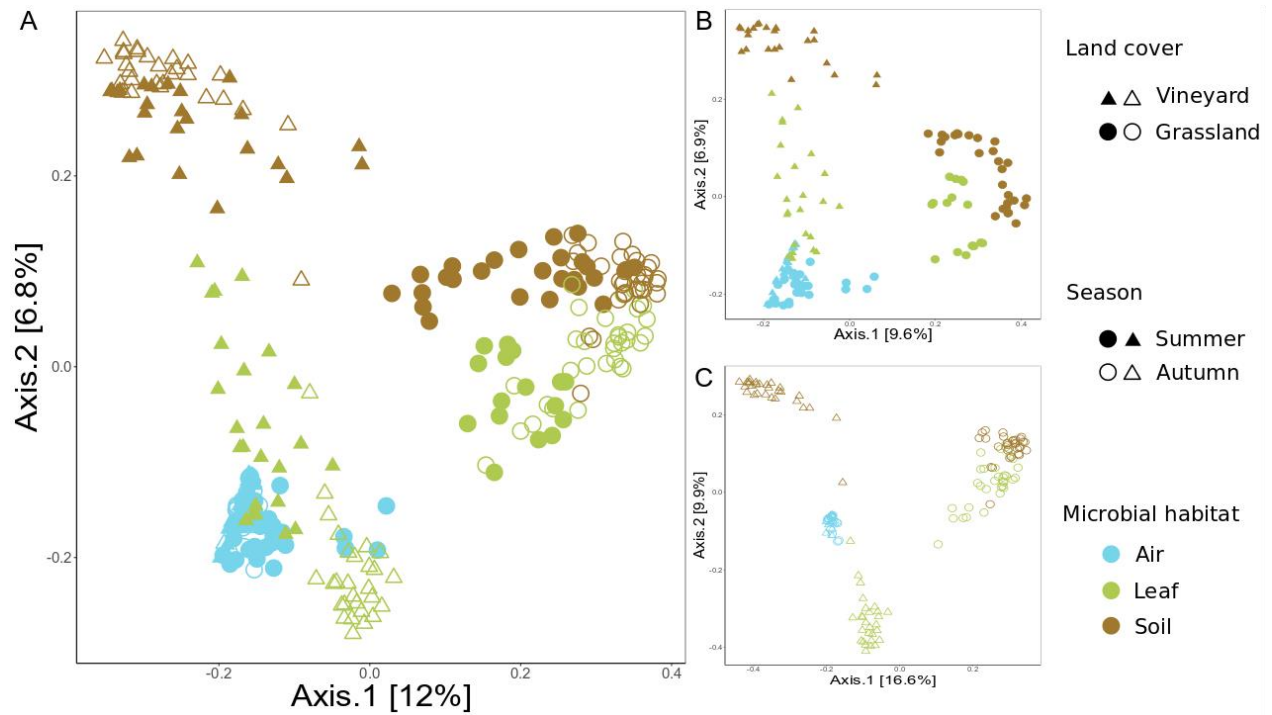 A
0.2
0.0
-0.2
Axis.2 [6.8%]
-0.2
0.0
0.2
0.4
Axis.1 [12%]
B
0.2
0.0
-0.2
Axis.2 [6.9%]
-0.2
0.0
0.2
0.4
Axis.1 [9.6%]
C
0.2
0.0
-0.2
-0.4
Axis.2 [9.9%]
-0.4
-0.2
0.0
0.2
Axis.1 [16.6%]
Land cover
Vineyard
Grassland
Season
Summer
Autumn
Microbial habitat
Air
Leaf
Soil